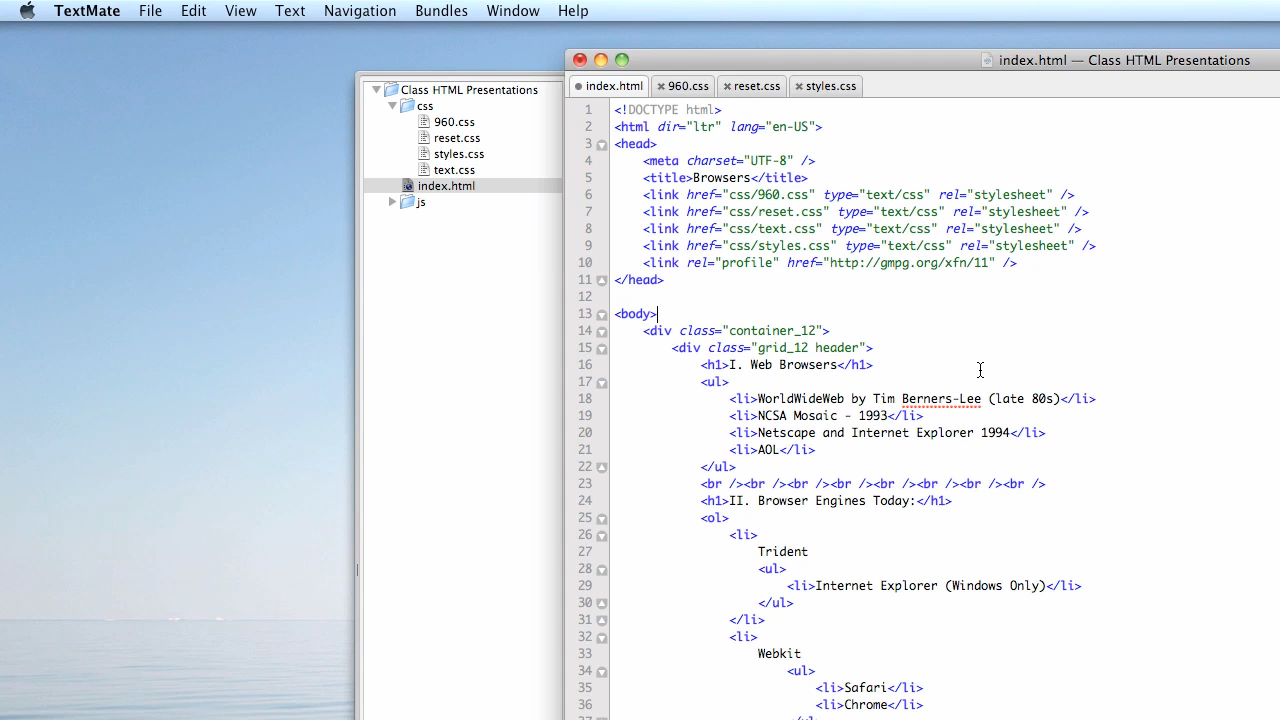 TextMate File Edit View Text Navigation Bundles Window Help
index.html — Class HTML Presentations
Class HTML Presentations
css
960.css
reset.css
styles.css
text.css
index.html
js
index.html 960.css reset.css styles.css
1 <!DOCTYPE html>
2 <html dir="ltr" lang="en-US">
3 <head>
4 <meta charset="UTF-8" />
5 <title>Browsers</title>
6 <link href="css/960.css" type="text/css" rel="stylesheet" />
7 <link href="css/reset.css" type="text/css" rel="stylesheet" />
8 <link href="css/text.css" type="text/css" rel="stylesheet" />
9 <link href="css/styles.css" type="text/css" rel="stylesheet" />
10 <link rel="profile" href="http://gmpg.org/xfn/11" />
11 </head>
12
13 <body>
14 <div class="container_12">
15 <div class="grid_12 header">
16 <h1>I. Web Browsers</h1>
17 <ul>
18 <li>WorldWideWeb by Tim Berners-Lee (late 80s)</li>
19 <li>NCSA Mosaic - 1993</li>
20 <li>Netscape and Internet Explorer 1994</li>
21 <li>AOL</li>
22 </ul>
23 <br /><br /><br /><br /><br /><br /><br /><br />
24 <h1>II. Browser Engines Today:</h1>
25 <ol>
26 <li>
27 Trident
28 <ul>
29 <li>Internet Explorer (Windows Only)</li>
30 </ul>
31 </li>
32 <li>
33 Webkit
34 <ul>
35 <li>Safari</li>
36 <li>Chrome</li>
37 </ul>